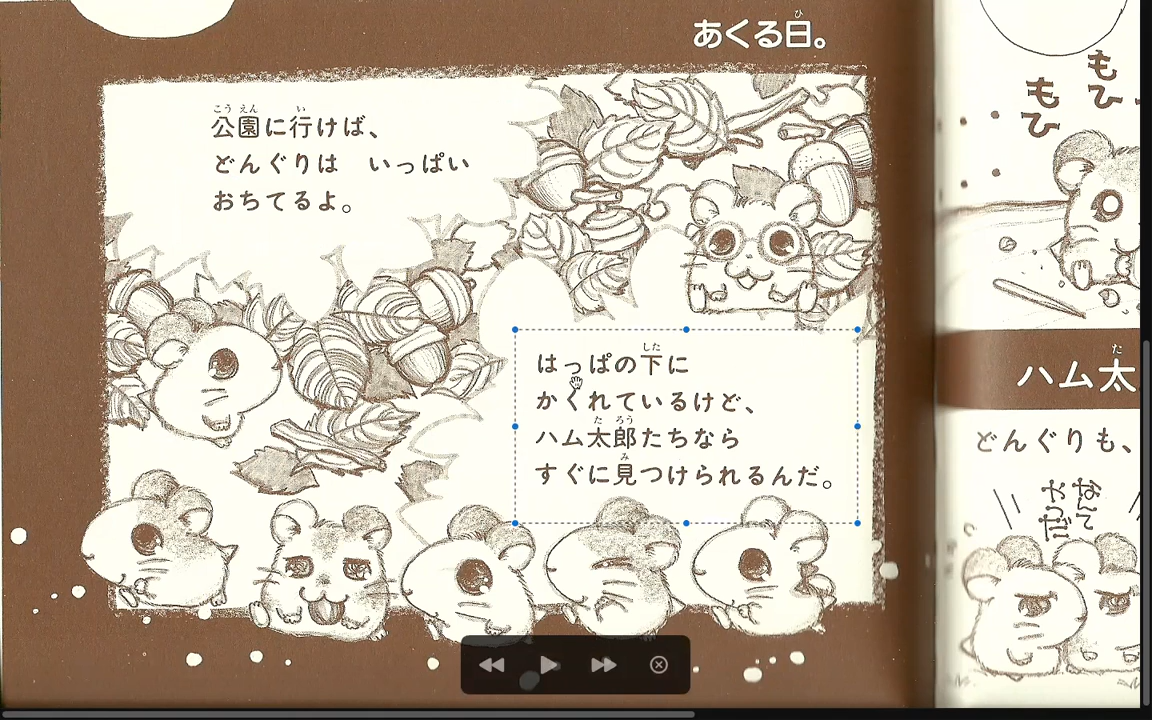 あくる日。
公園に行けば、
どんぐりは　いっぱい
おちてるよ。
はっぱの下に
かくれているけど、
ハム太郎たちなら
すぐに見つけられるんだ。
もひ
もひ
ハム太
どんぐりも、
なんて
やつだ